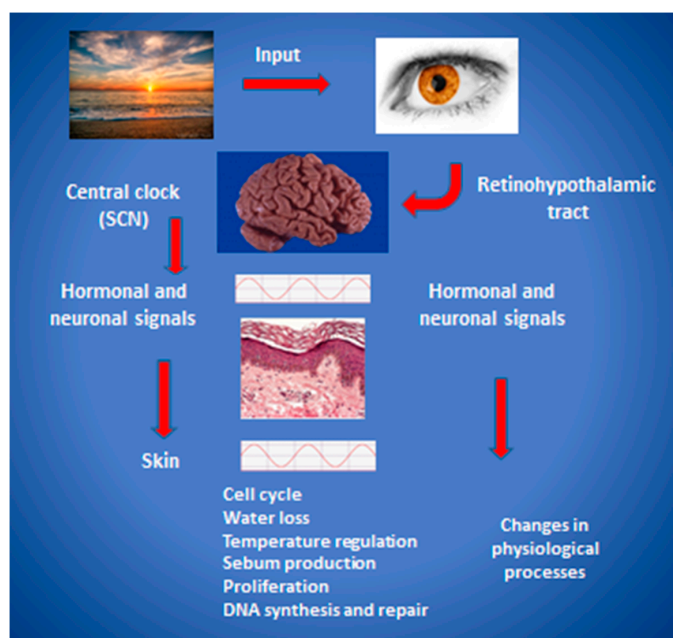 Input
Central clock
(SCN)
Retinohypothalamic
tract
Hormonal and
neuronal signals
Hormonal and
neuronal signals
Skin
Cell cycle
Water loss
Temperature regulation
Sebum production
Proliferation
DNA synthesis and repair
Changes in
physiological
processes